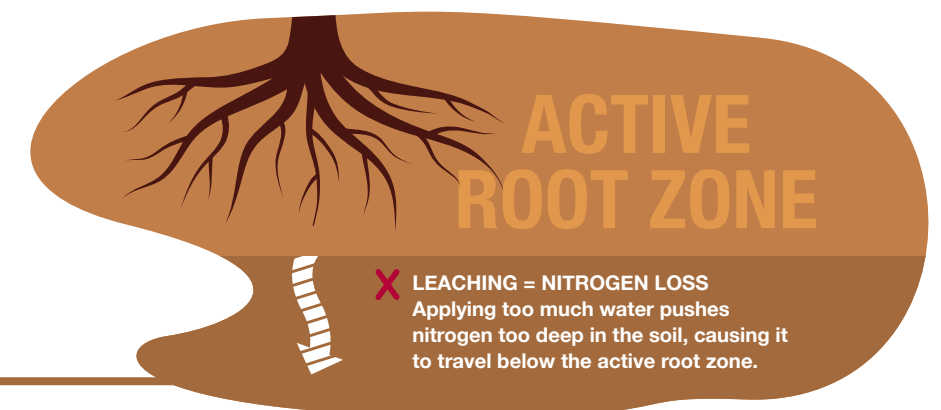 ACTIVE
ROOT ZONE
X LEACHING = NITROGEN LOSS
Applying too much water pushes
nitrogen too deep in the soil, causing it
to travel below the active root zone.